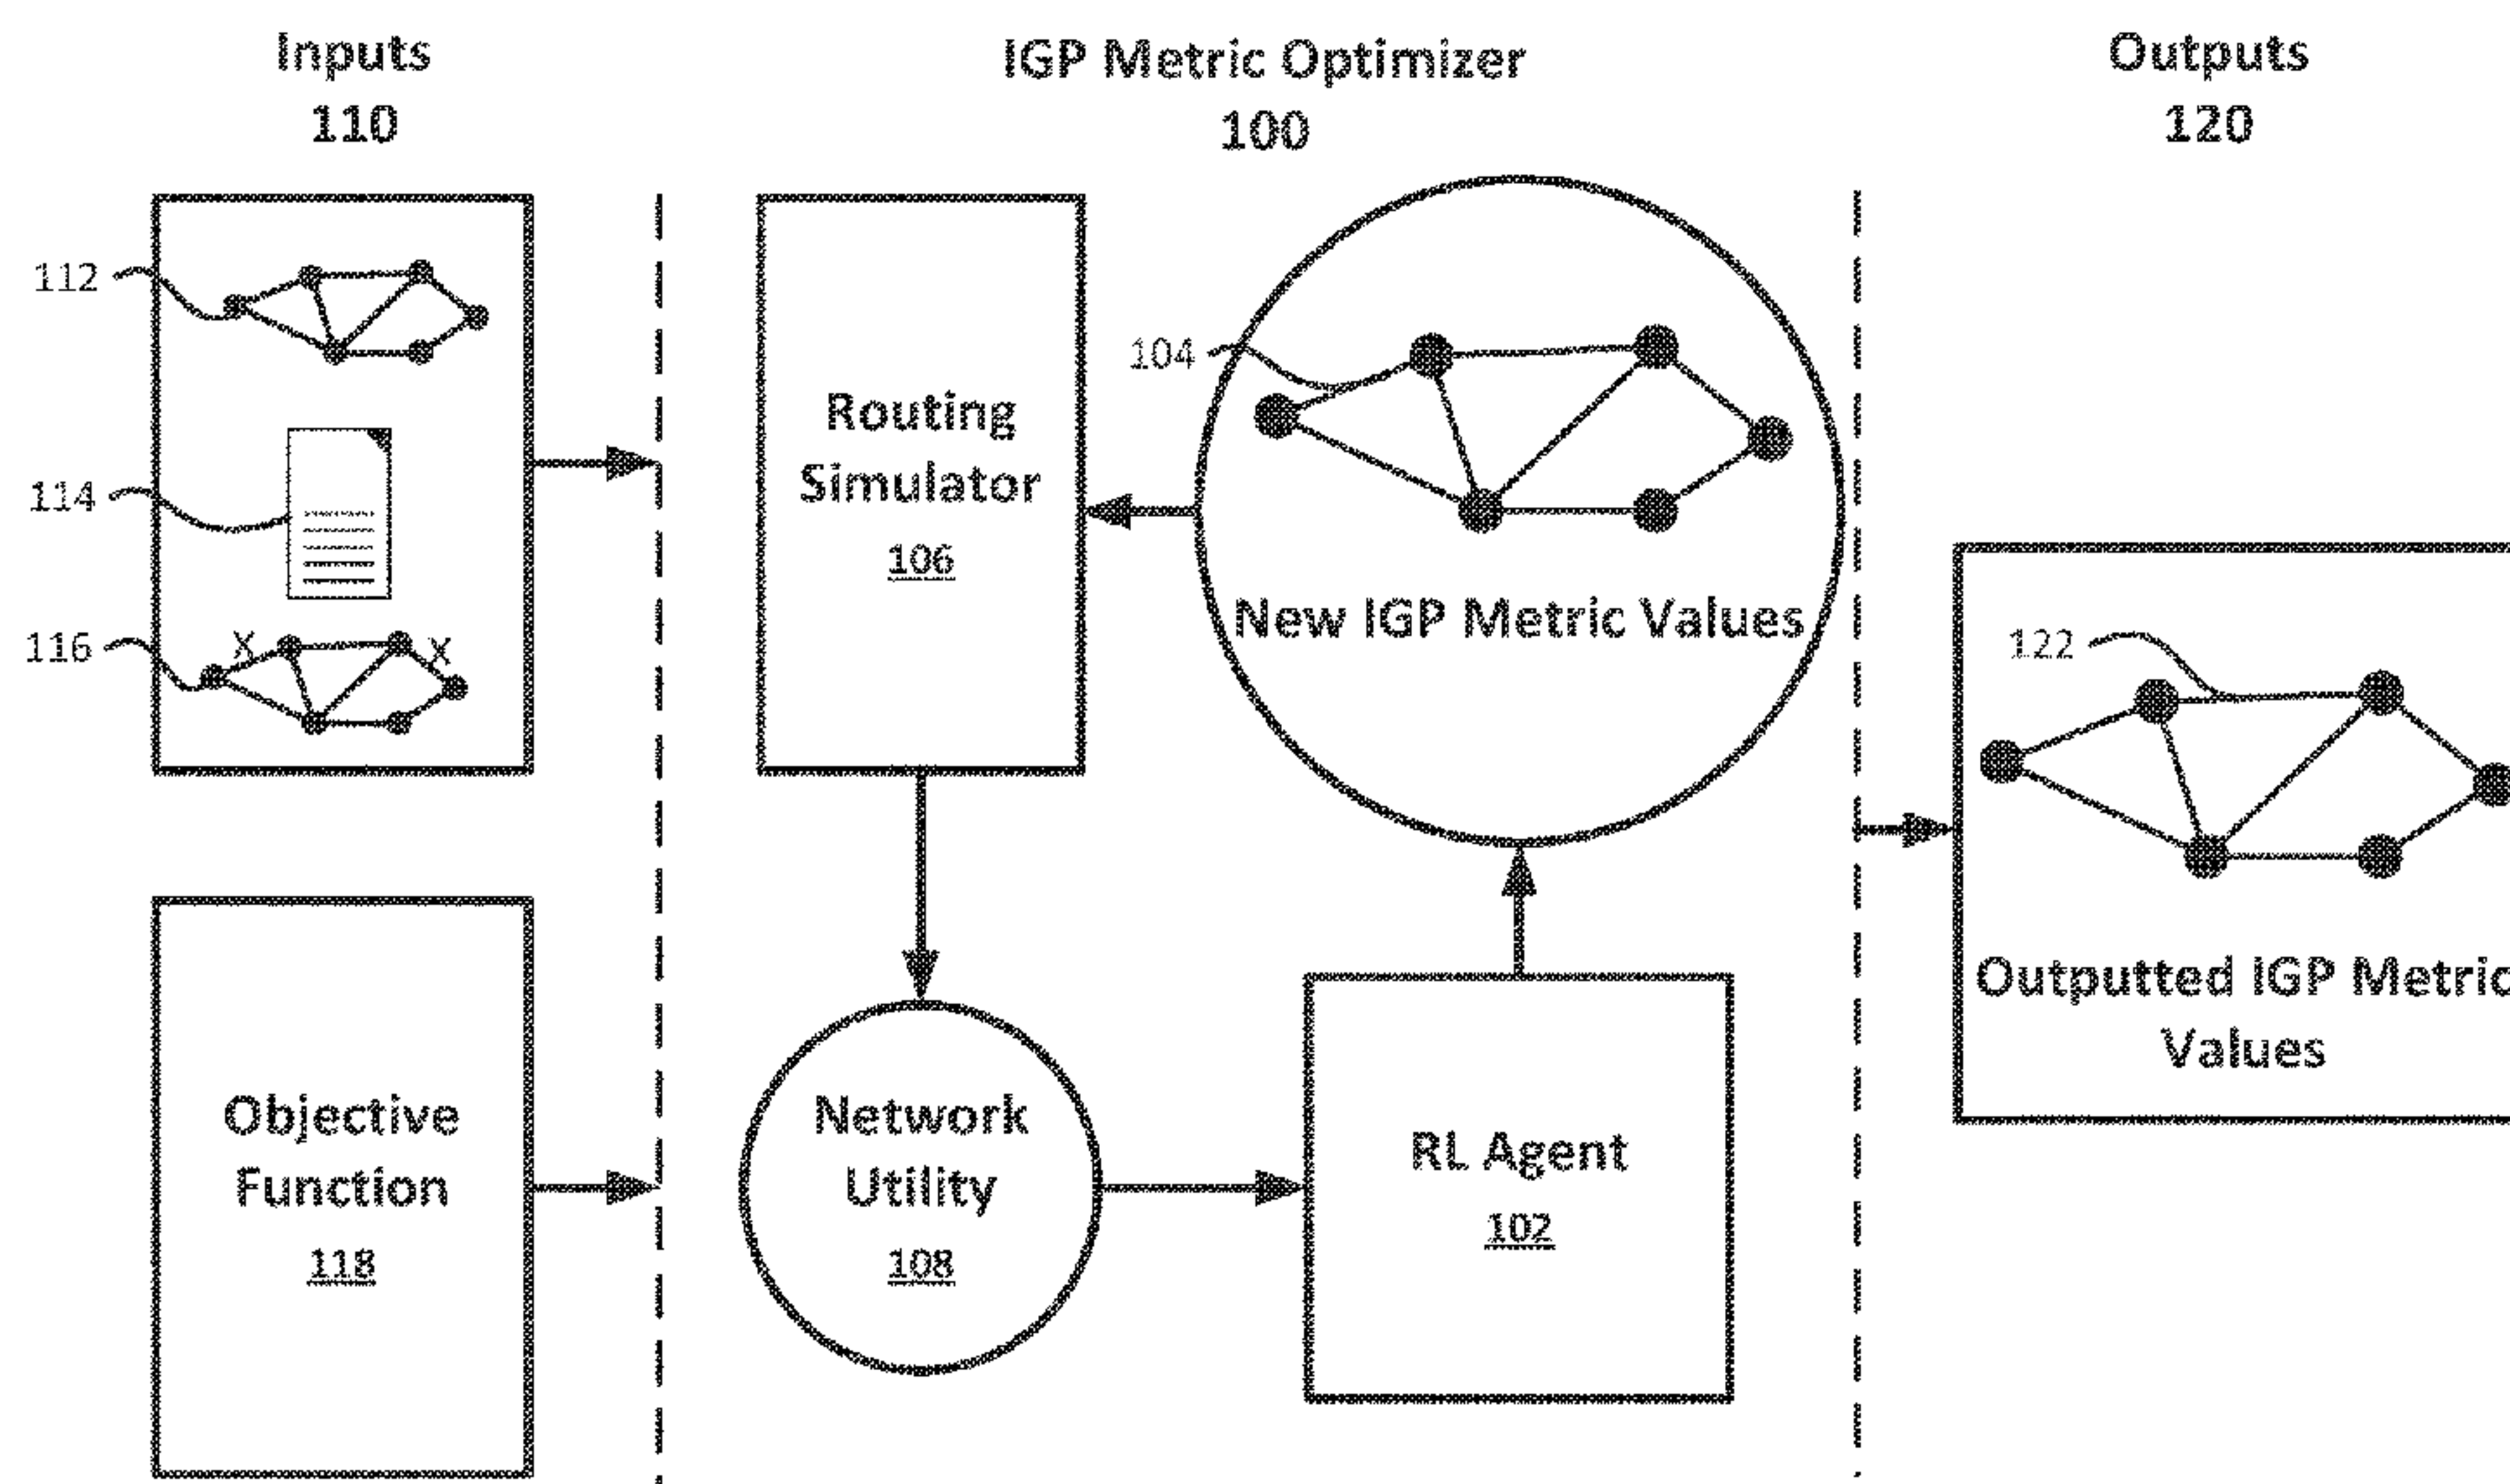 Inputs
110
IGP Metric Optimizer
100
Outputs
120
112
114
116
X
X
Routing
Simulator
106
104
New IGP Metric Values
122
Outputted IGP Metric
Values
Objective
Function
118
Network
Utility
108
RL Agent
102